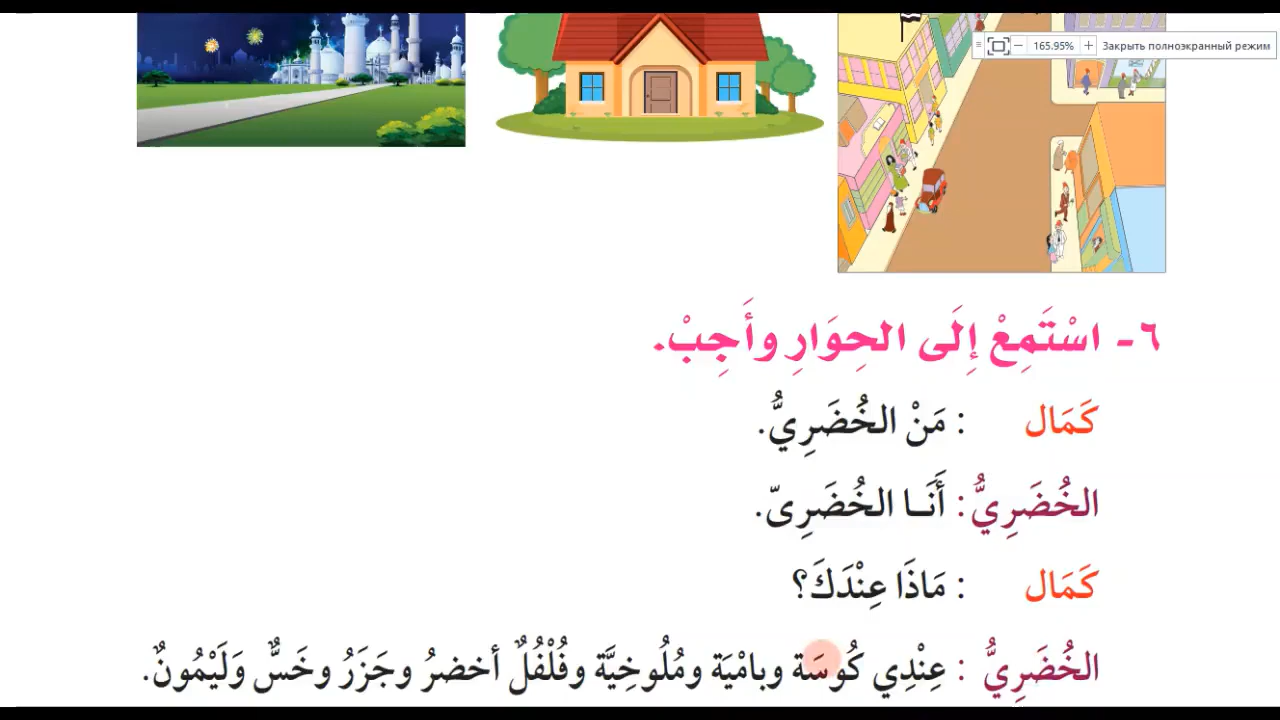 165.95% Закрыть полноэкранный режим
٦- اسْتَمِعْ إِلَى الحِوَارِ وأَجِبْ.
كَمَال : مَنْ الخُضَرِيُّ.
الخُضَرِيُّ: أَنَـا الخُضَرِىّ.
كَمَال : مَاذَا عِنْدَكَ؟
الخُضَرِيُّ : عِنْدِي كُوسَة وبامْيَة ومُلُوخِيَّة وفُلْفُلٌ أخضرُ وجَزَرُ وخَسٌّ وَلَيْمُونٌ.